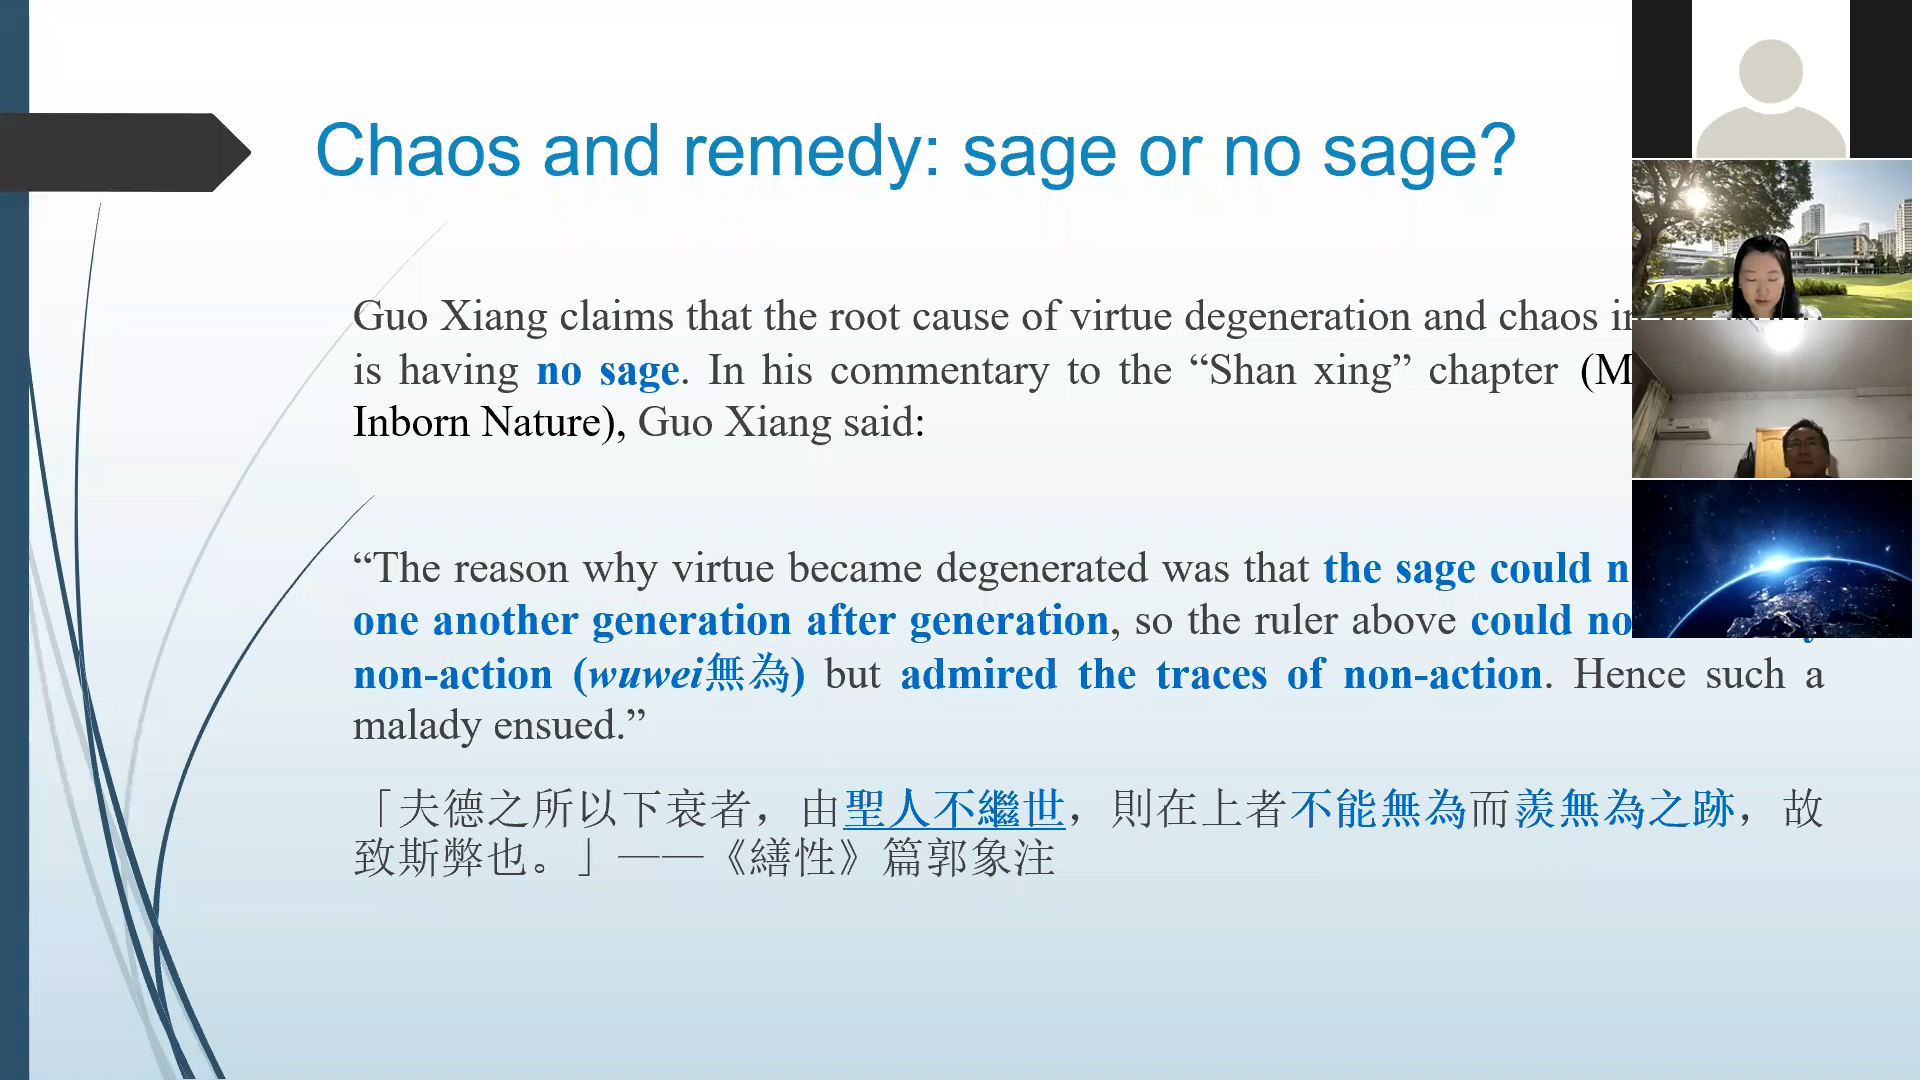 Chaos and remedy: sage or no sage?
Guo Xiang claims that the root cause of virtue degeneration and chaos
is having no sage. In his commentary to the “Shan xing” chapter
Inborn Nature), Guo Xiang said:
“The reason why virtue became degenerated was that the sage could
one another generation after generation, so the ruler above could
non-action (wuwei無為) but admired the traces of non-action. Hence such a
malady ensued.”
「夫德之所以下衰者，由聖人不繼世，則在上者不能無為而羨無為之跡，故
致斯弊也。」——《繕性》篇郭象注